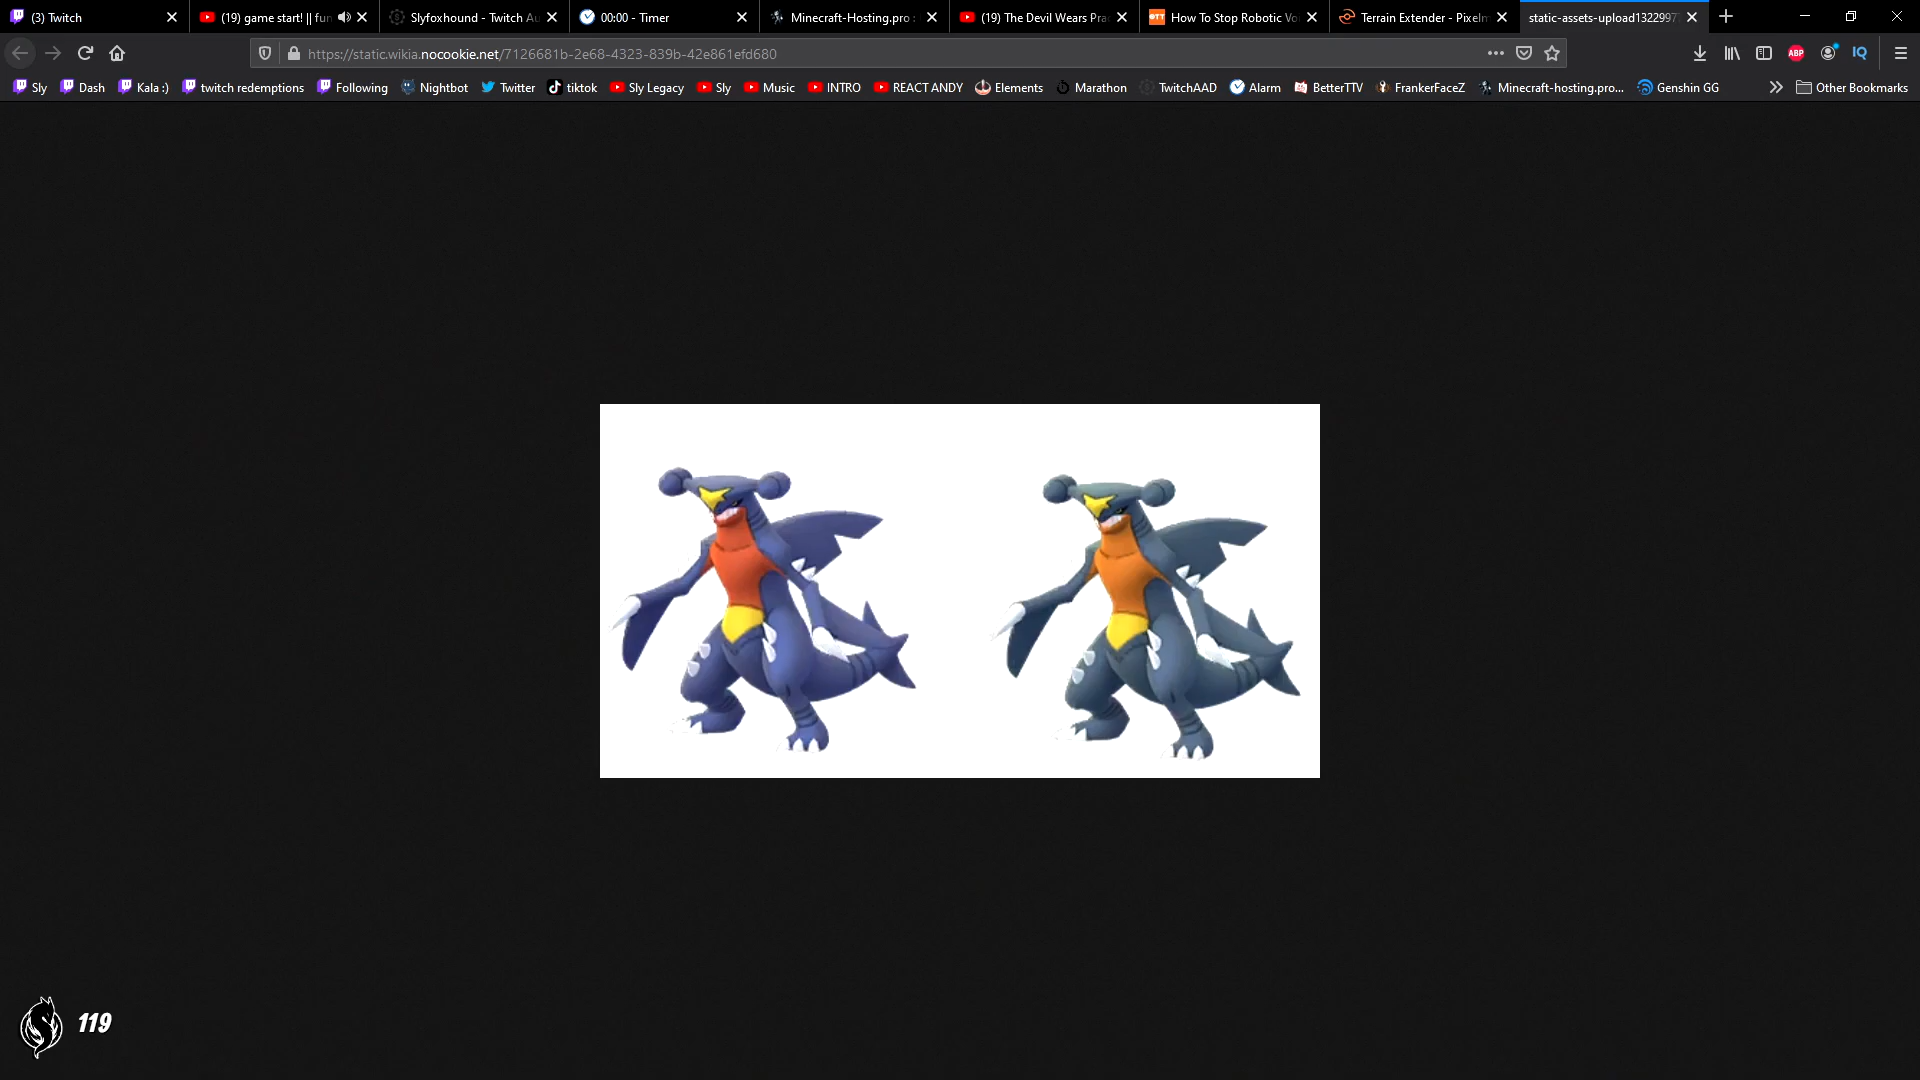 (3) Twitch
(19) game start! || fun
Slyfoxhound - Twitch Au
00:00 - Timer
Minecraft-Hosting.pro :
(19) The Devil Wears Pra
How To Stop Robotic Vo
Terrain Extender - Pixelm
static-assets-upload1322997
https://static.wikia.nocookie.net/7126681b-2e68-4323-839b-42e861efd680
ABP
IQ
Sly
Dash
Kala :)
twitch redemptions
Following
Nightbot
Twitter
tiktok
Sly Legacy
Sly
Music
INTRO
REACT ANDY
Elements
Marathon
TwitchAAD
Alarm
BetterTTV
FrankerFaceZ
Minecraft-hosting.pro...
Genshin GG
Other Bookmarks
119